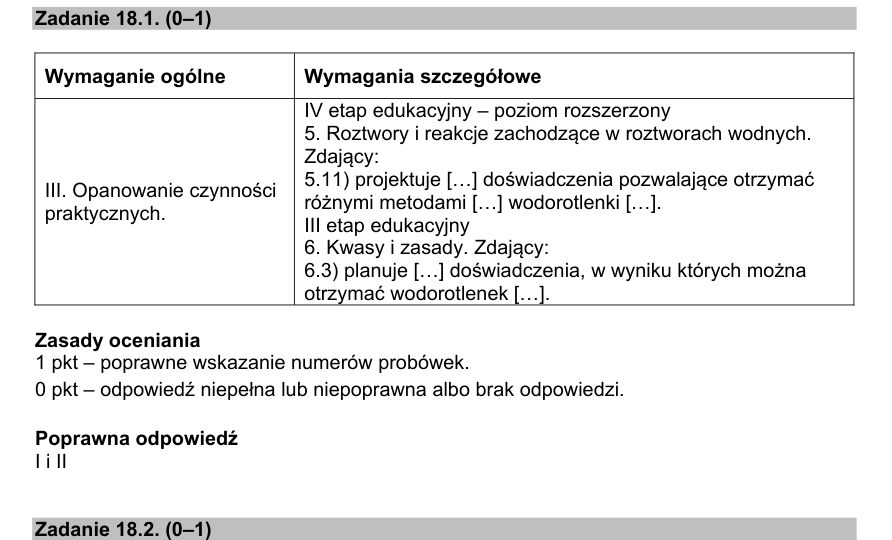 Zadanie 18.1. (0–1)
Wymaganie ogólne
Wymagania szczegółowe
III. Opanowanie czynności
praktycznych.
IV etap edukacyjny – poziom rozszerzony
5. Roztwory i reakcje zachodzące w roztworach wodnych.
Zdający:
5.11) projektuje […] doświadczenia pozwalające otrzymać
różnymi metodami […] wodorotlenki […].
III etap edukacyjny
6. Kwasy i zasady. Zdający:
6.3) planuje […] doświadczenia, w wyniku których można
otrzymać wodorotlenek […].
Zasady oceniania
1 pkt – poprawne wskazanie numerów probówek.
0 pkt – odpowiedź niepełna lub niepoprawna albo brak odpowiedzi.
Poprawna odpowiedź
I i II
Zadanie 18.2. (0–1)